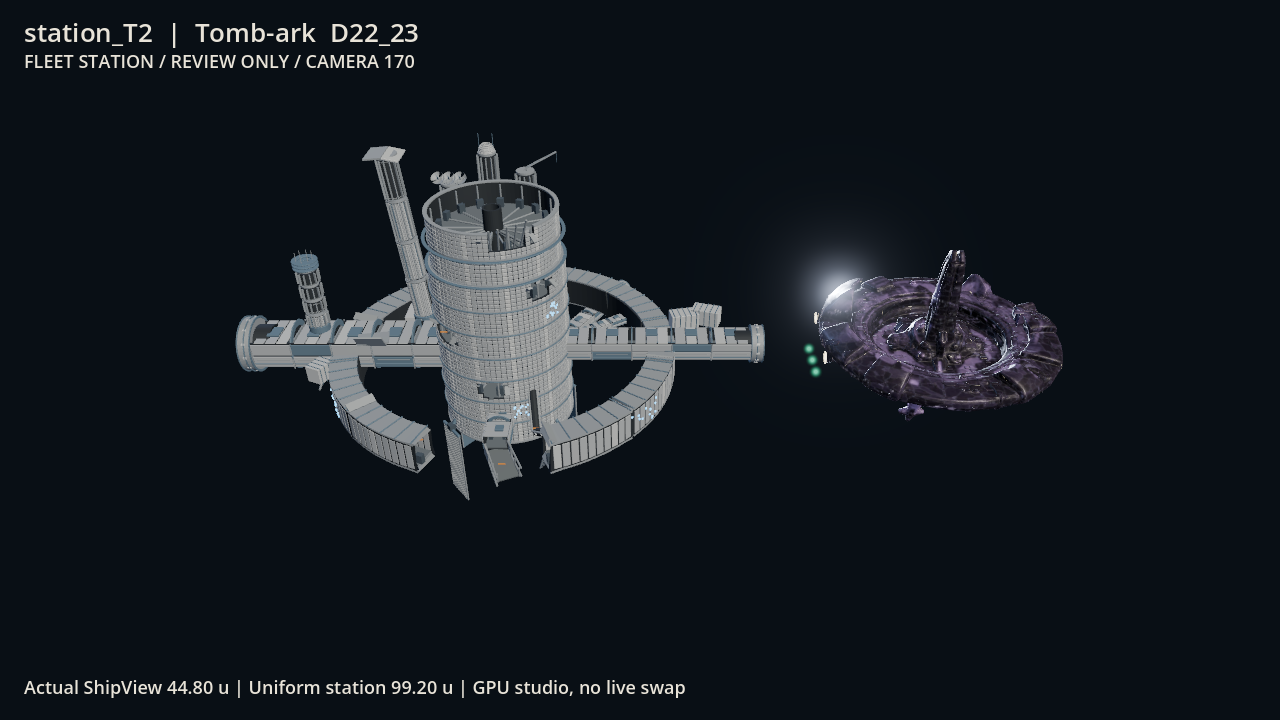 station_T2 | Tomb-ark D22_23
FLEET STATION / REVIEW ONLY / CAMERA 170
Actual ShipView 44.80 u | Uniform station 99.20 u | GPU studio, no live swap